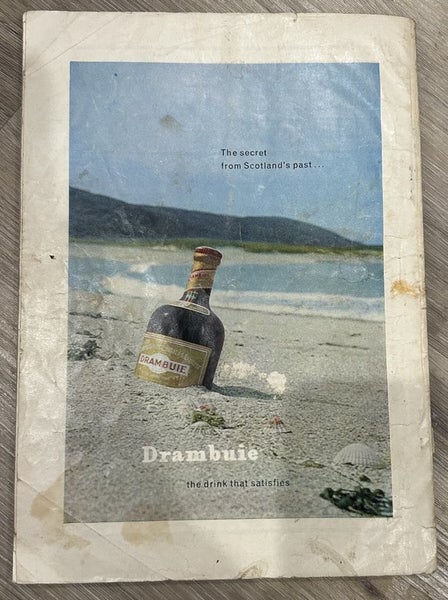 The secret
from Scotland's past...
DRAMBUIE
Drambuie
the drink that satisfies